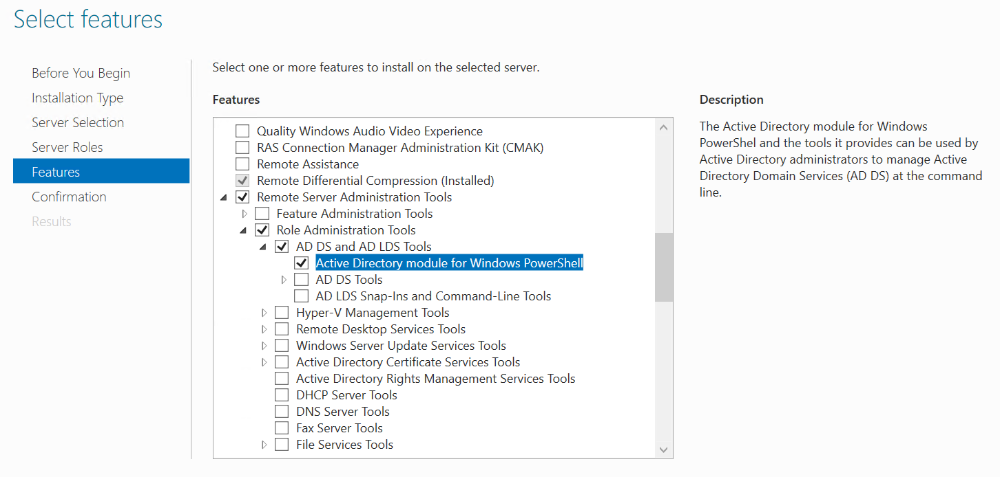 Select features
Before You Begin
Installation Type
Server Selection
Server Roles
Features
Confirmation
Results
Select one or more features to install on the selected server.
Features
Quality Windows Audio Video Experience
RAS Connection Manager Administration Kit (CMAK)
Remote Assistance
Remote Differential Compression (Installed)
Remote Server Administration Tools
Feature Administration Tools
Role Administration Tools
AD DS and AD LDS Tools
Active Directory module for Windows PowerShell
AD DS Tools
AD LDS Snap-Ins and Command-Line Tools
Hyper-V Management Tools
Remote Desktop Services Tools
Windows Server Update Services Tools
Active Directory Certificate Services Tools
Active Directory Rights Management Services Tools
DHCP Server Tools
DNS Server Tools
Fax Server Tools
File Services Tools
Description
The Active Directory module for Windows
PowerShel and the tools it provides can be used by
Active Directory administrators to manage Active
Directory Domain Services (AD DS) at the command
line.